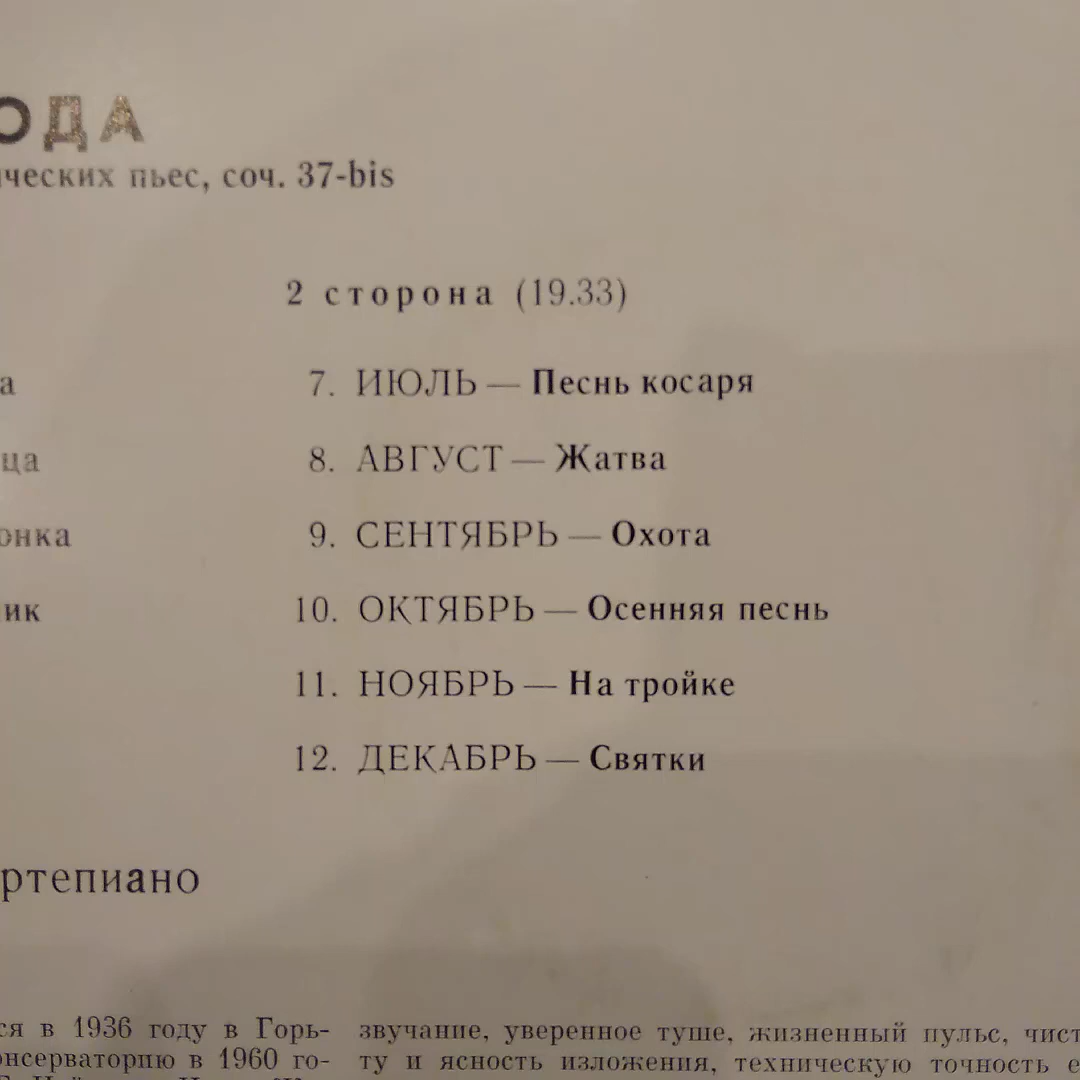 ОДА
ических пьес, соч. 37-bis
2 сторона (19.33)
а
7. ИЮЛЬ — Песнь косаря
ца
8. АВГУСТ — Жатва
онка
9. СЕНТЯБРЬ — Охота
ик
10. ОКТЯБРЬ — Осенняя песнь
11. НОЯБРЬ — На тройке
12. ДЕКАБРЬ — Святки
ртепиано
ся в 1936 году в Горь-
онсерваторию в 1960 го-
звучание, уверенное туше, жизненный пульс, чист
ту и ясность изложения, техническую точность е